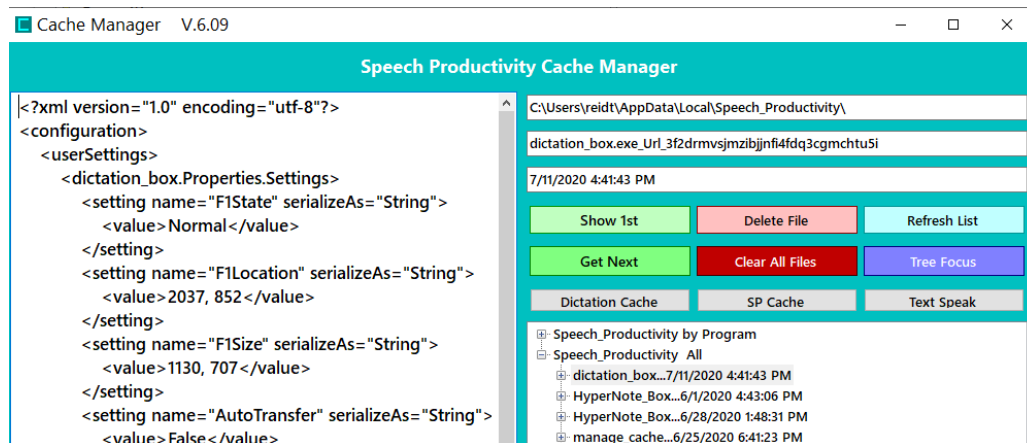 Cache Manager V.6.09
Speech Productivity Cache Manager
<?xml version="1.0" encoding="utf-8"?>
<configuration>
<userSettings>
<dictation_box.Properties.Settings>
<setting name="F1State" serializeAs="String">
<value>Normal</value>
</setting>
<setting name="F1Location" serializeAs="String">
<value>2037, 852</value>
</setting>
<setting name="F1Size" serializeAs="String">
<value>1130, 707</value>
</setting>
<setting name="AutoTransfer" serializeAs="String">
<value>False</value>
C:\Users\reidt\AppData\Local\Speech_Productivity\
dictation_box.exe_Url_3f2drmvsjmzibjjnfi4fdq3cgmchtu5i
7/11/2020 4:41:43 PM
Show 1st Delete File Refresh List
Get Next Clear All Files Tree Focus
Dictation Cache SP Cache Text Speak
Speech_Productivity by Program
Speech_Productivity All
dictation_box...7/11/2020 4:41:43 PM
HyperNote_Box...6/1/2020 4:43:06 PM
HyperNote_Box...6/28/2020 1:48:31 PM
manage_cache...6/25/2020 6:41:23 PM